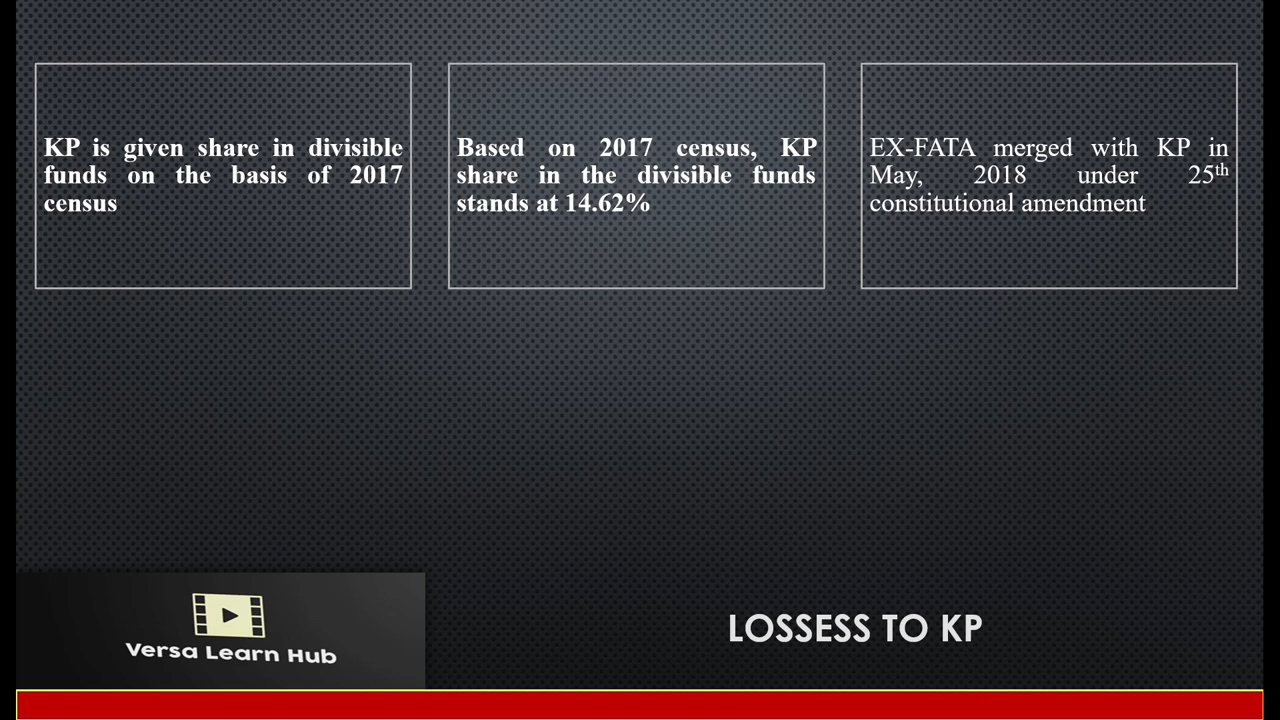 KP is given share in divisible
funds on the basis of 2017
census
Based on 2017 census, KP
share in the divisible funds
stands at 14.62%
EX-FATA merged with KP in
May, 2018 under 25th
constitutional amendment
Versa Learn Hub
LOSSESS TO KP